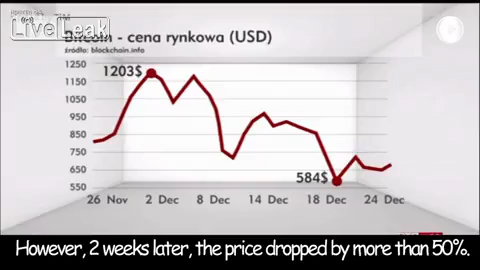 LiveLeak
Bitcoin - cena rynkowa (USD)
źródło: blockchain.info
1250
1150
1050
950
850
750
650
550
1203$
584$
26 Nov
2 Dec
8 Dec
14 Dec
18 Dec
24 Dec
However, 2 weeks later, the price dropped by more than 50%.